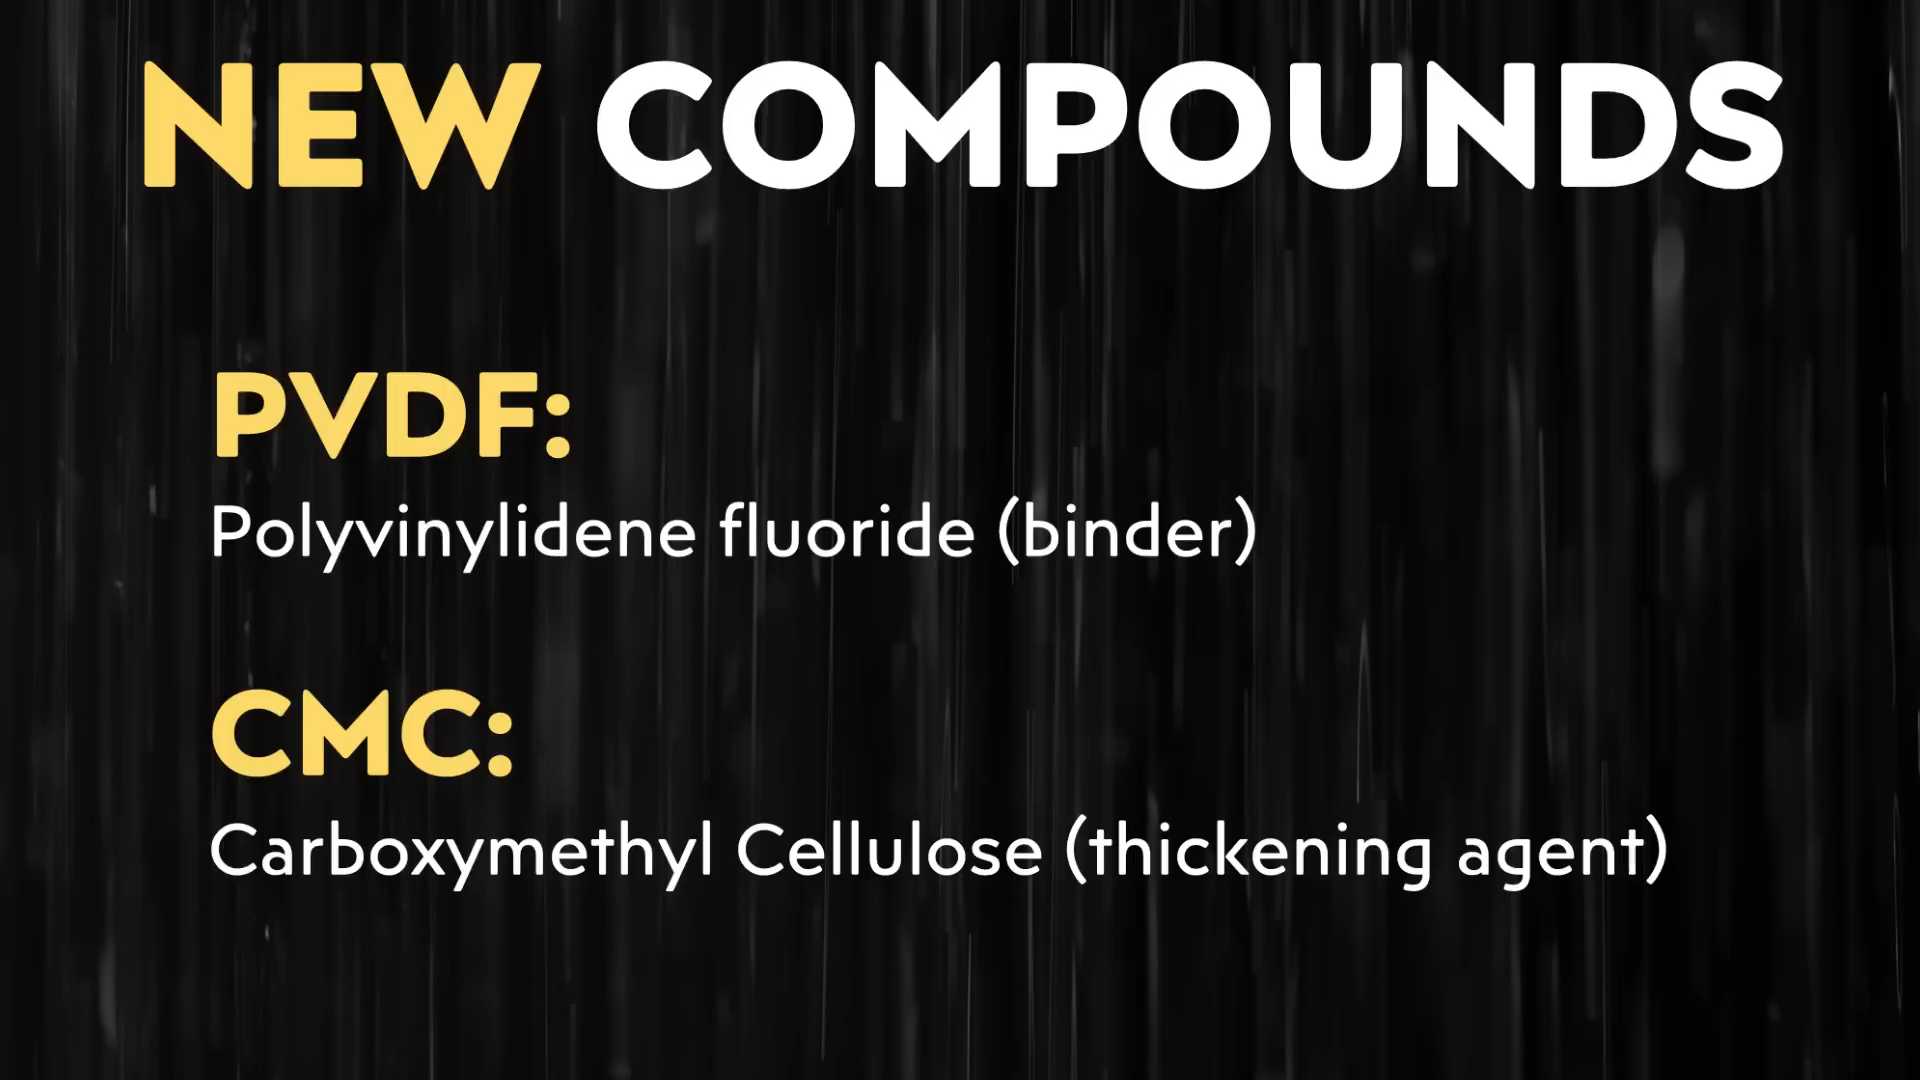 NEW COMPOUNDS
PVDF:
Polyvinylidene fluoride (binder)
CMC:
Carboxymethyl Cellulose (thickening agent)